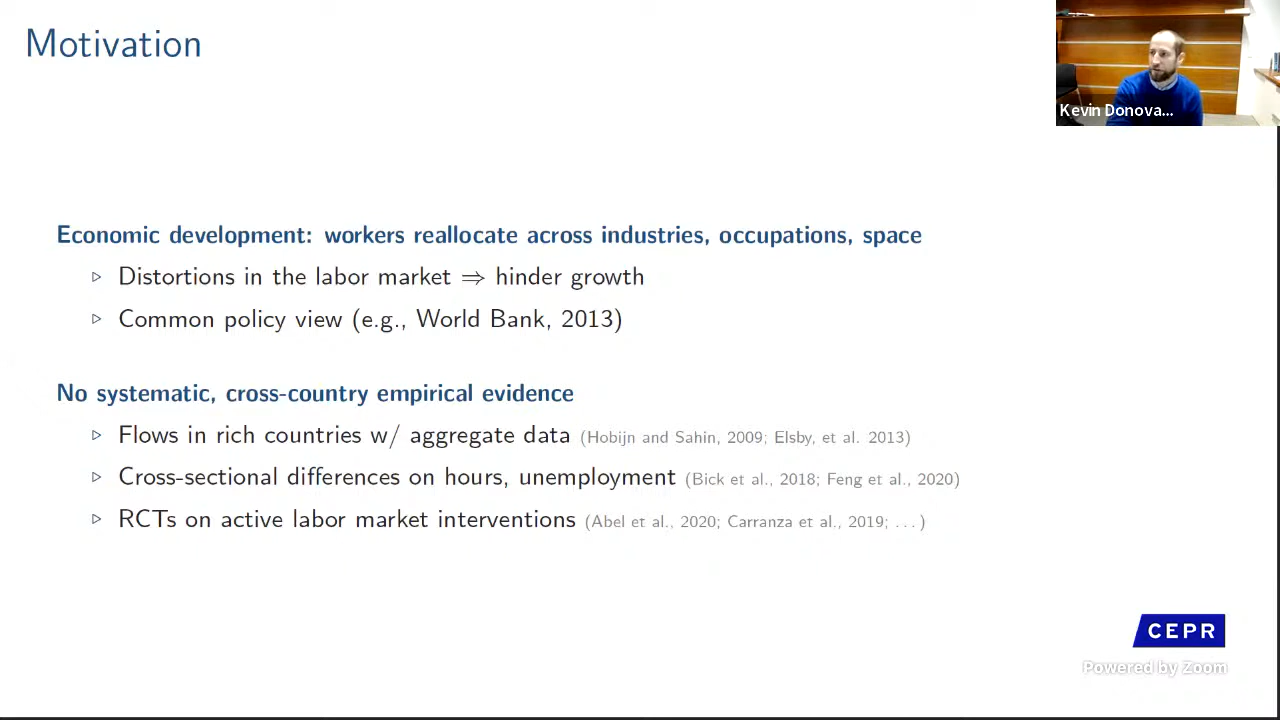 Motivation
Kevin Donova...
Economic development: workers reallocate across industries, occupations, space
▷ Distortions in the labor market ⇒ hinder growth
▷ Common policy view (e.g., World Bank, 2013)
No systematic, cross-country empirical evidence
▷ Flows in rich countries w/ aggregate data (Hobijn and Sahin, 2009; Elsby, et al. 2013)
▷ Cross-sectional differences on hours, unemployment (Bick et al., 2018; Feng et al., 2020)
▷ RCTs on active labor market interventions (Abel et al., 2020; Carranza et al., 2019; ...)
CEPR
Powered by Zoom